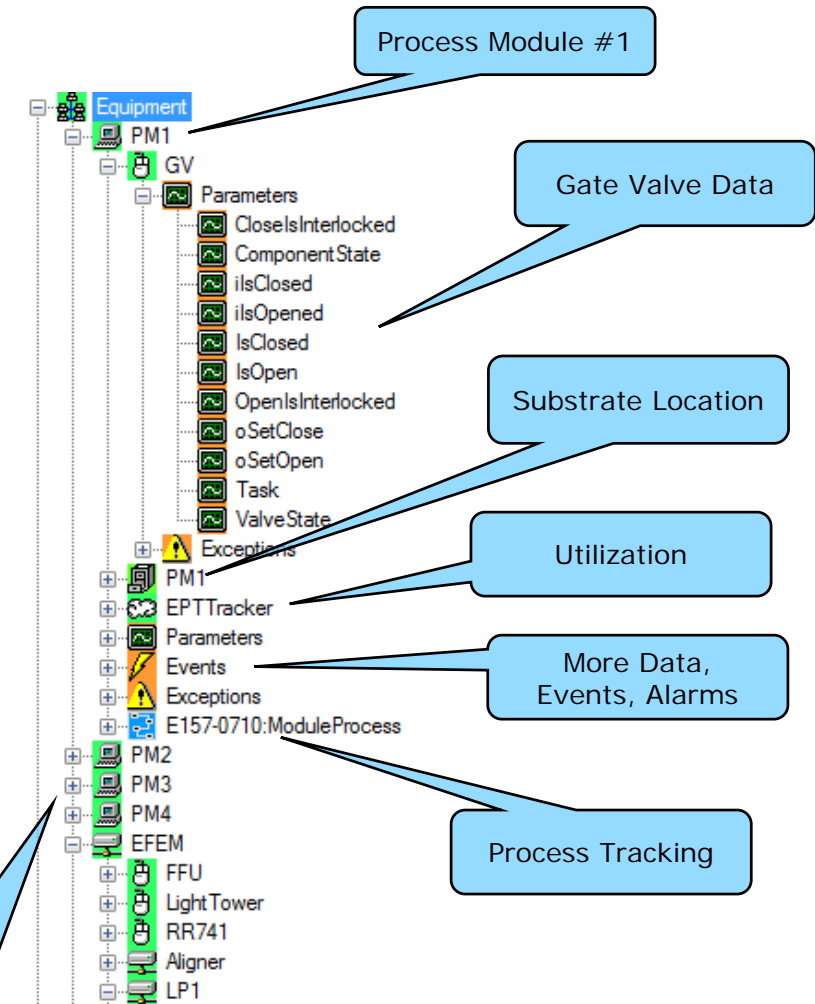 Process Module #1
Equipment
PM1
GV
Gate Valve Data
Parameters
CloseIsInterlocked
ComponentState
iIsClosed
iIsOpened
IsClosed
IsOpen
OpenIsInterlocked
Substrate Location
oSetClose
oSetOpen
Task
ValveState
Exceptions
Utilization
PM1
EPTTracker
Parameters
More Data,
Events, Alarms
Events
Exceptions
E157-0710:ModuleProcess
PM2
PM3
PM4
EFEM
Process Tracking
FFU
LightTower
RR741
Aligner
LP1